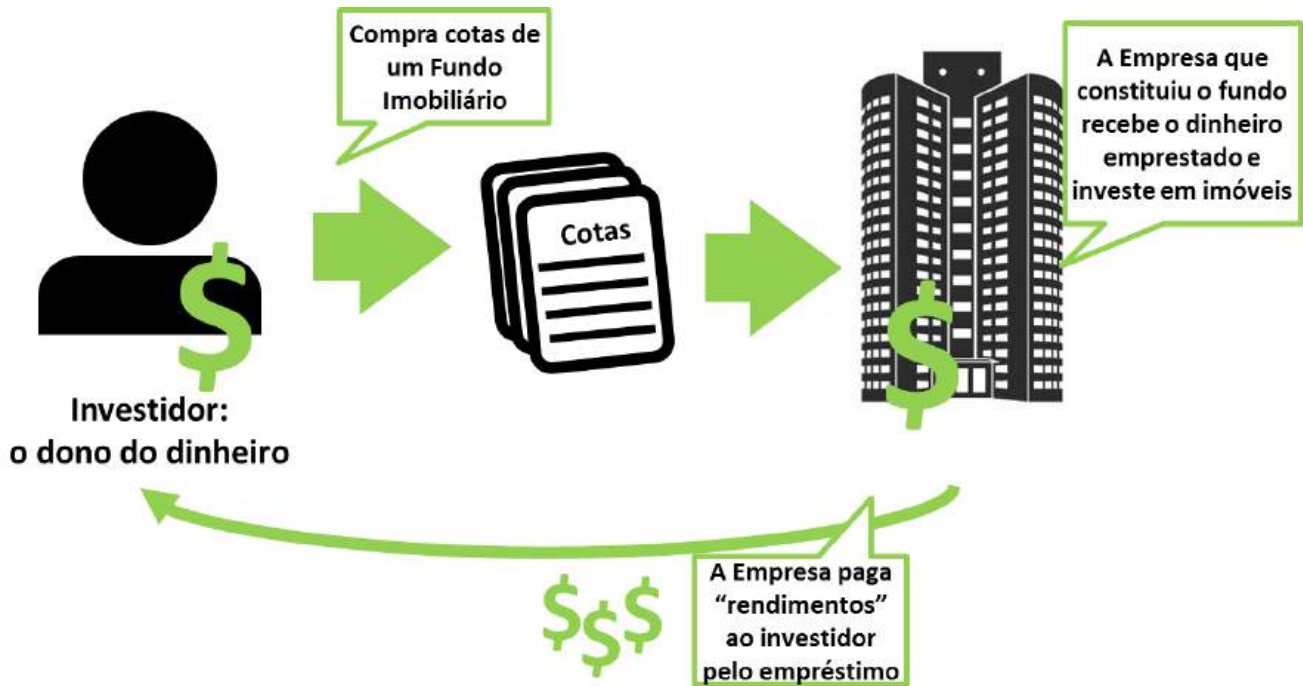 Compra cotas de
um Fundo
Imobiliário
A Empresa que
constituiu o fundo
recebe o dinheiro
emprestado e
investe em imóveis
Cotas
$
$
Investidor:
o dono do dinheiro
$$$
A Empresa paga
“rendimentos”
ao investidor
pelo empréstimo